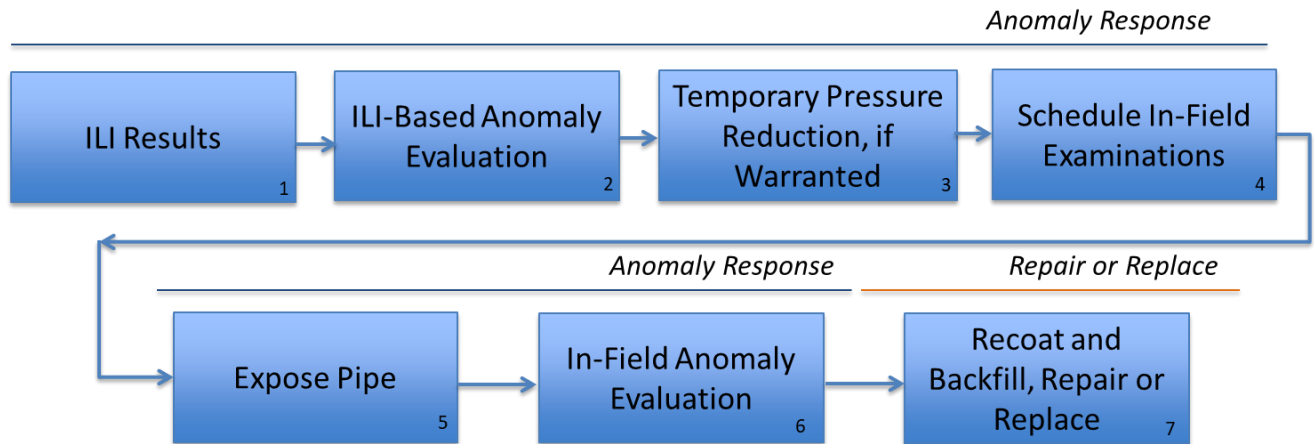 Anomaly Response
ILI Results
1
ILI-Based Anomaly
Evaluation
2
Temporary Pressure
Reduction, if
Warranted
3
Schedule In-Field
Examinations
4
Anomaly Response
Repair or Replace
Expose Pipe
5
In-Field Anomaly
Evaluation
6
Recoat and
Backfill, Repair or
Replace
7